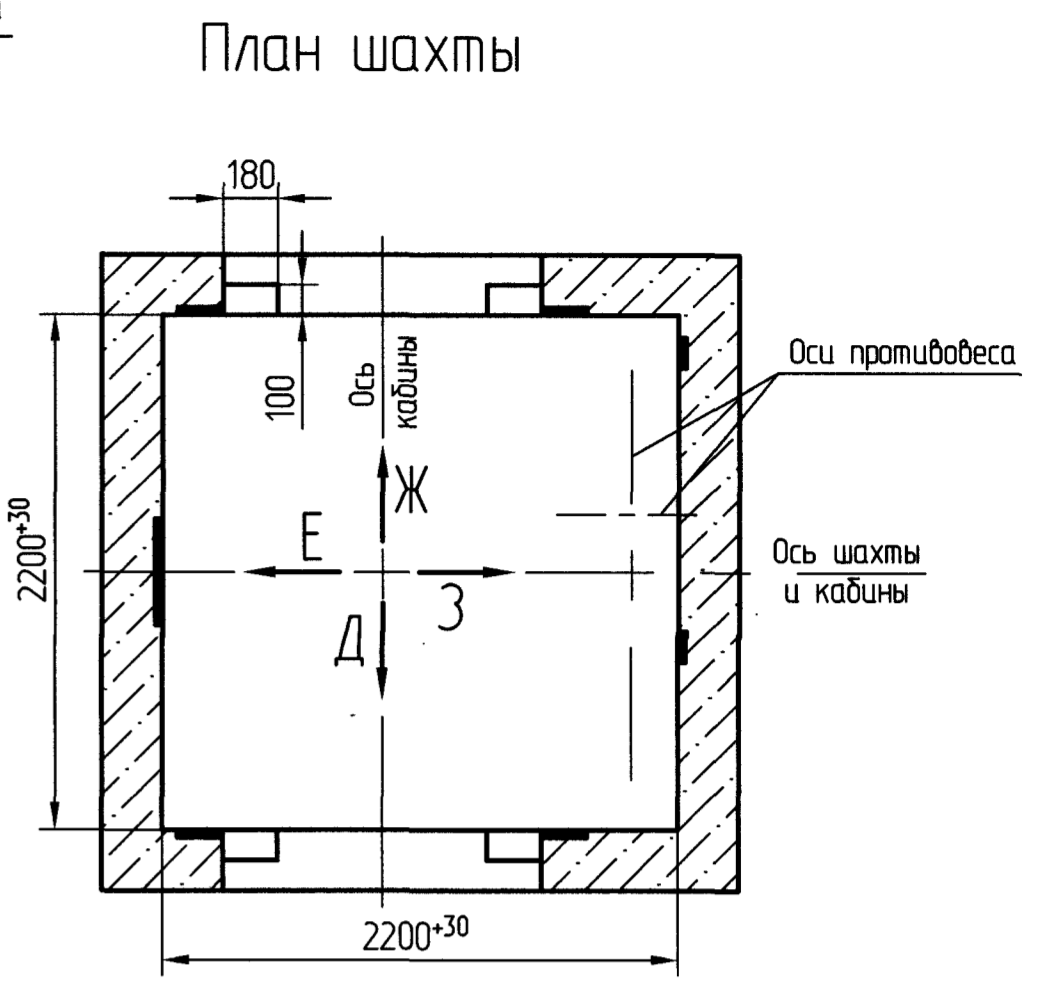 План шахты
180
100
Ось
кабины
Оси противовеса
Ж
Е
З
Д
2200+30
Ось шахты
и кабины
2200+30